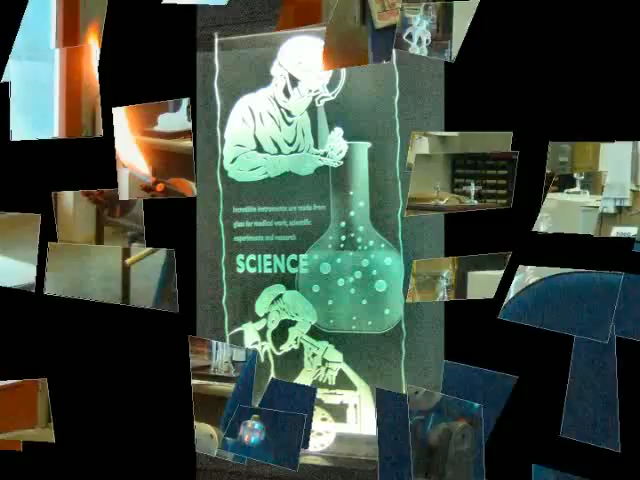 Incredible instruments are made from
glass for medical work, scientific
experiments and research
SCIENCE